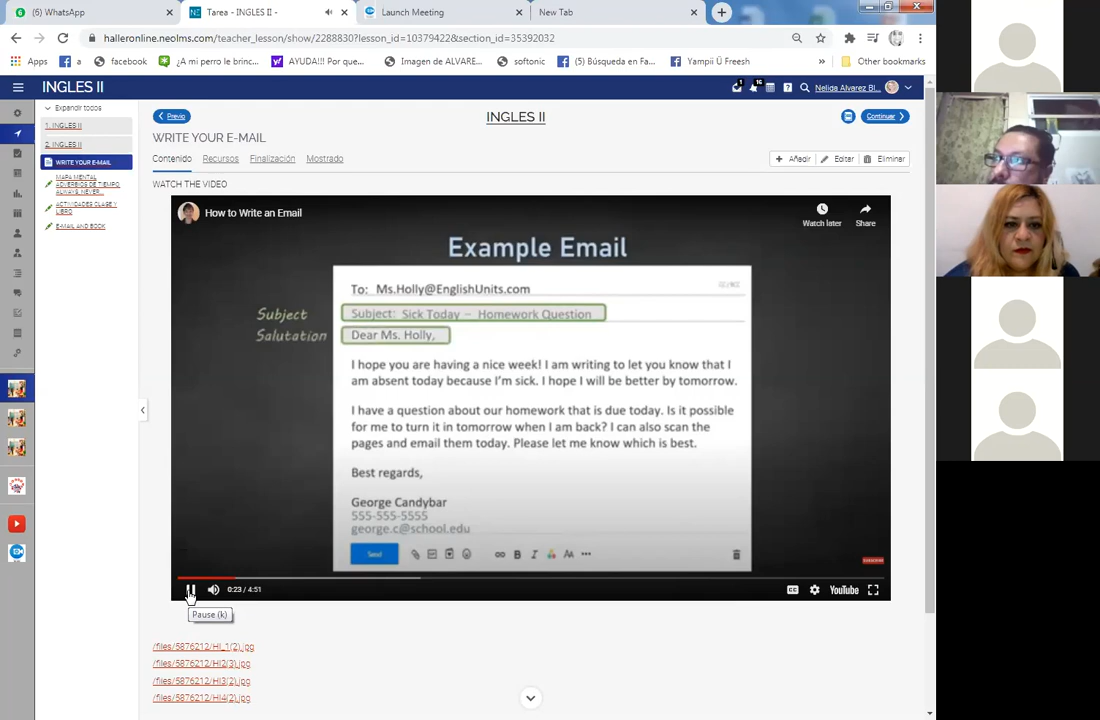 (5) WhatsApp
Tarea - INGLES II -
Launch Meeting
New Tab
halleronline.neolms.com/teacher_lesson/show/2288830?lesson_id=10379422&section_id=35392032
Apps
a
facebook
¿A mi perro le brinc...
AYUDA!!! Por que...
Imagen de ALVARE...
softonic
(5) Búsqueda en Fa...
Yampii Ü Freesh
»
Other bookmarks
INGLES II
Nelida Alvarez Bl...
Expandir todos
1. INGLES II
2. INGLES II
WRITE YOUR E-MAIL
MAPA MENTAL
ADVERBIOS DE TIEMPO
ALWAYS, NEVER...
ACTIVIDADES CLASE Y
LIBRO
E-MAIL AND BOOK
Previo
INGLES II
Continuar
WRITE YOUR E-MAIL
Contenido
Recursos
Finalización
Mostrado
Añadir
Editar
Eliminar
WATCH THE VIDEO
How to Write an Email
Watch later
Share
Example Email
To: Ms.Holly@EnglishUnits.com
Subject
Subject: Sick Today – Homework Question
Salutation
Dear Ms. Holly,
I hope you are having a nice week! I am writing to let you know that I
am absent today because I'm sick. I hope I will be better by tomorrow.
I have a question about our homework that is due today. Is it possible
for me to turn it in tomorrow when I am back? I can also scan the
pages and email them today. Please let me know which is best.
Best regards,
George Candybar
555-555-5555
george.c@school.edu
Send
SUBSCRIBE
0:23 / 4:51
YouTube
Pause (k)
/files/5876212/HI_1(2).jpg
/files/5876212/HI2(3).jpg
/files/5876212/HI3(2).jpg
/files/5876212/HI4(2).jpg